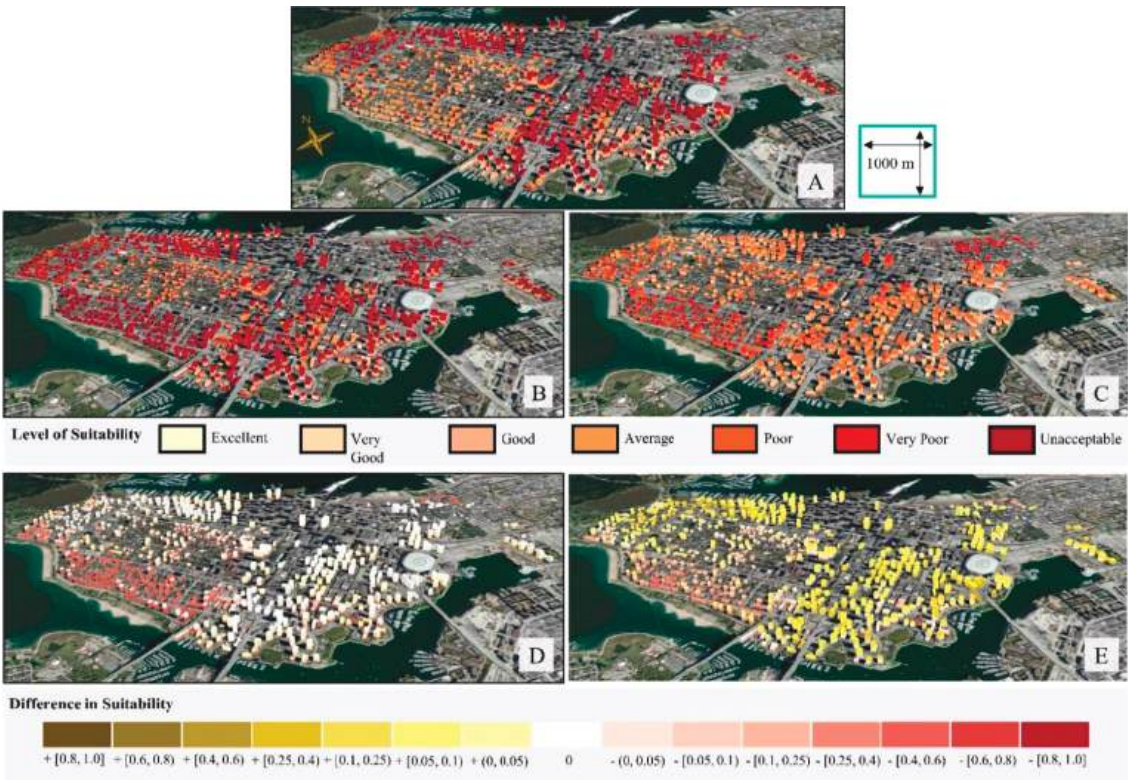 A
1000 m
B
C
Level of Suitability Excellent Very Good Good Average Poor Very Poor Unacceptable
D
E
Difference in Suitability
+ [0.8, 1.0] + [0.6, 0.8) + [0.4, 0.6) + [0.25, 0.4) + [0.1, 0.25) + [0.05, 0.1) + (0, 0.05) 0 - (0, 0.05) - [0.05, 0.1) - [0.1, 0.25) - [0.25, 0.4) - [0.4, 0.6) - [0.6, 0.8) - [0.8, 1.0]